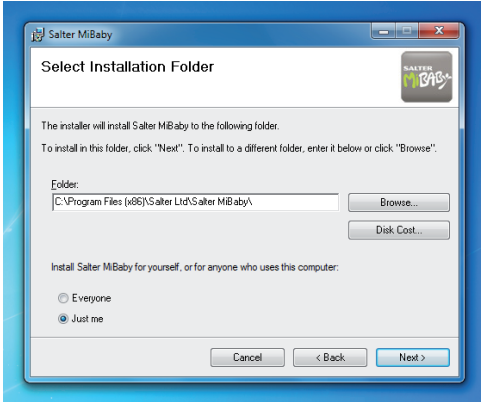 Salter MiBaby
Select Installation Folder
SALTER
MiBABY
The installer will install Salter MiBaby to the following folder.
To install in this folder, click "Next". To install to a different folder, enter it below or click "Browse".
Folder:
C:\Program Files (x86)\Salter Ltd\Salter MiBaby\
Browse...
Disk Cost...
Install Salter MiBaby for yourself, or for anyone who uses this computer:
Everyone
Just me
Cancel
< Back
Next >